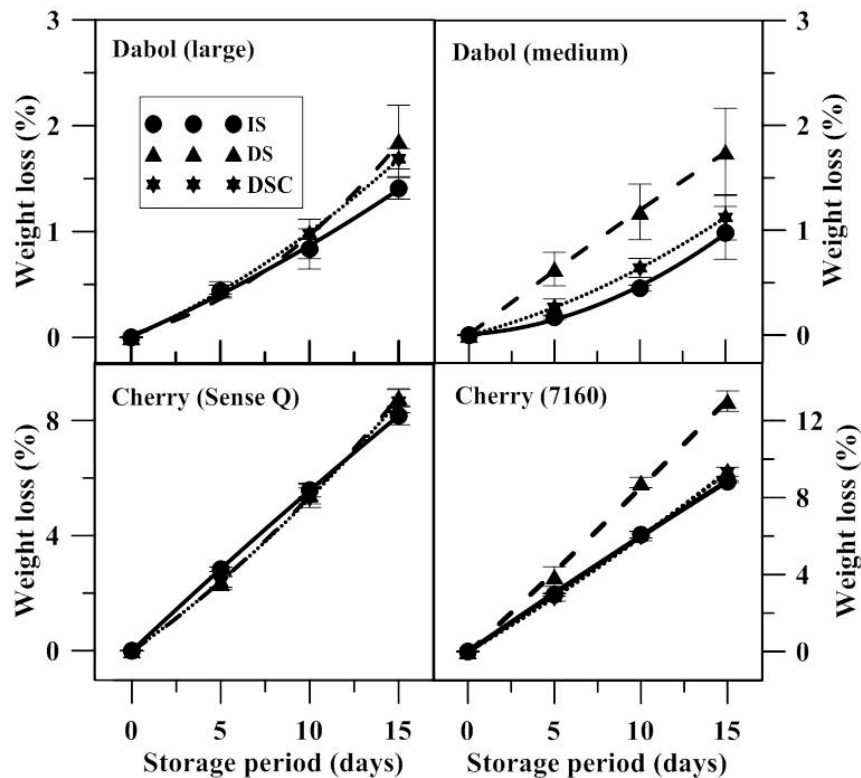 3
2
1
0
Weight loss (%)
Dabol (large)
IS
DS
DSC
Dabol (medium)
3
2
1
0
Weight loss (%)
8
4
0
Weight loss (%)
Cherry (Sense Q)
Cherry (7160)
12
8
4
0
Weight loss (%)
0 5 10 15
Storage period (days)
0 5 10 15
Storage period (days)